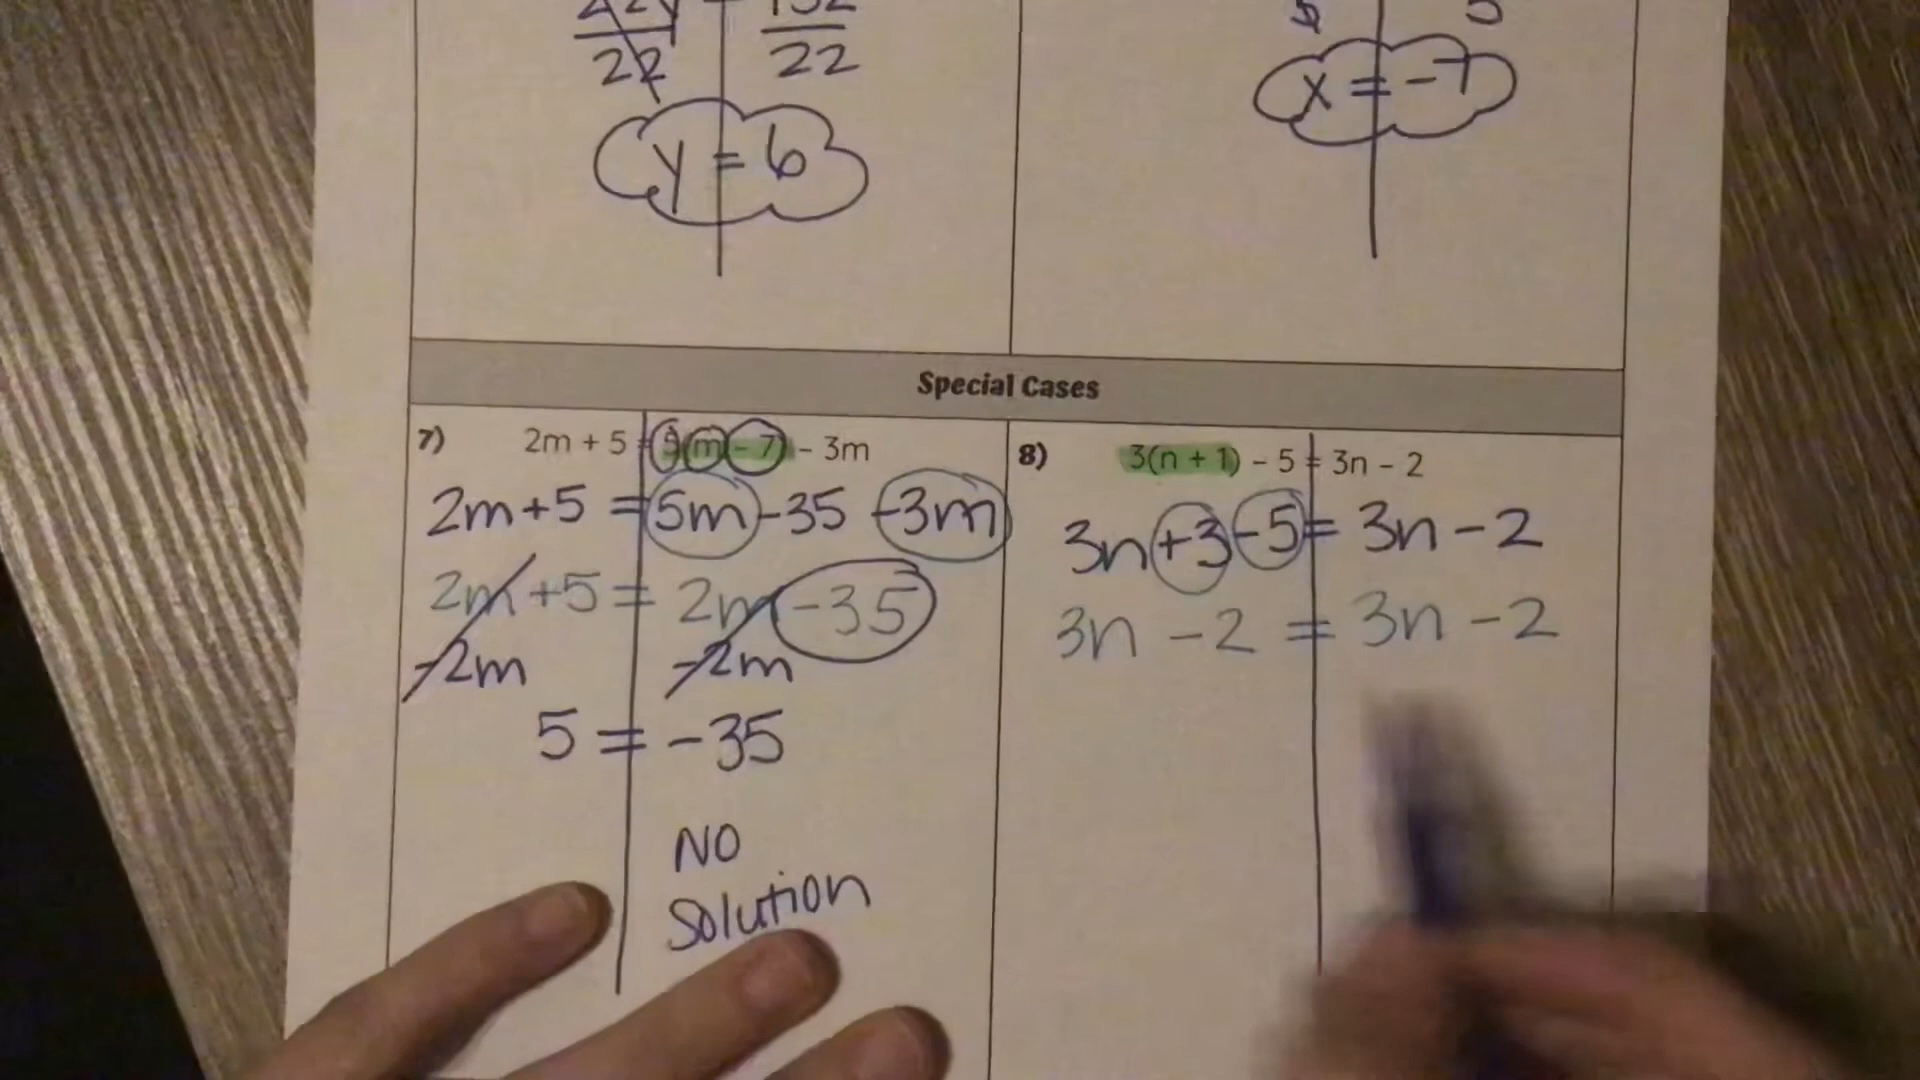 22
22
y = 6
x = -7
Special Cases
7) 2m + 5 = 5(m - 7) - 3m
2m+5 = 5m -35 -3m
2m +5 = 2m -35
-2m -2m
5 = -35
NO
Solution
8) 3(n + 1) - 5 = 3n - 2
3n +3 -5 = 3n - 2
3n - 2 = 3n - 2